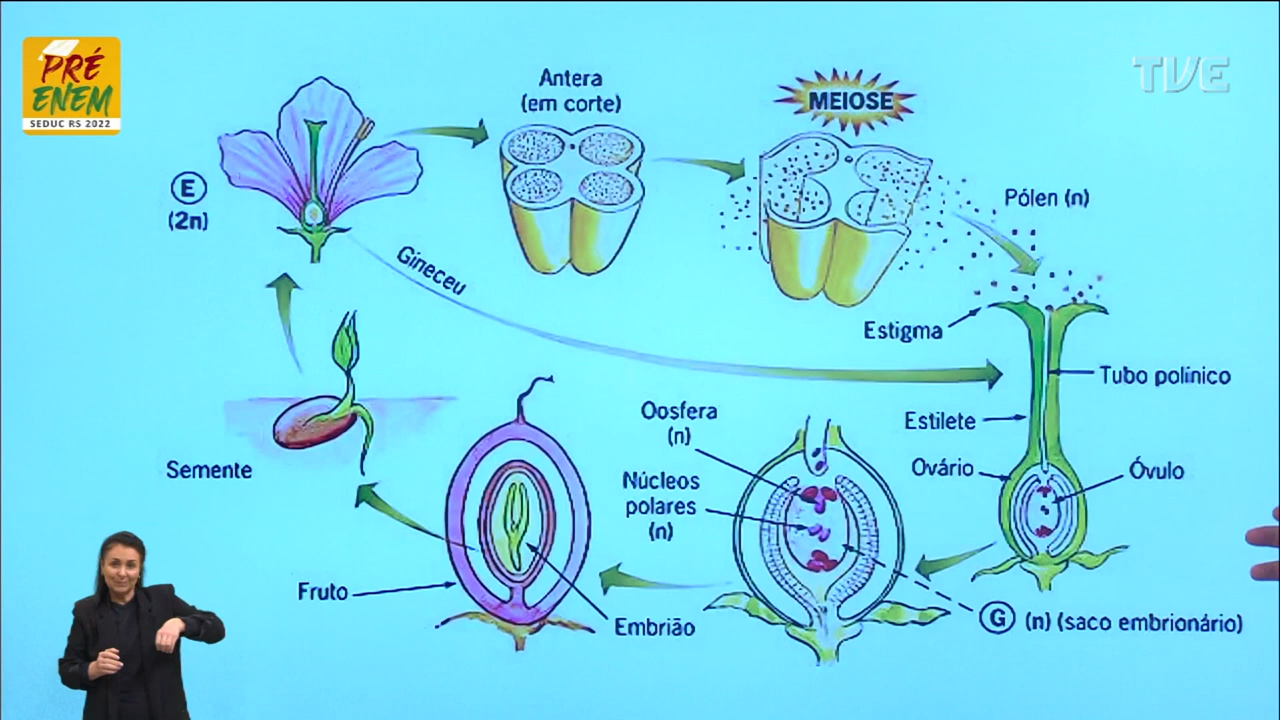 PRÉ
ENEM
SEDUC RS 2022
TVE
Antera
(em corte)
MEIOSE
E
(2n)
Pólen (n)
Gineceu
Estigma
Tubo polínico
Oosfera
(n)
Estilete
Semente
Núcleos
polares
(n)
Ovário
Óvulo
Fruto
Embrião
G (n) (saco embrionário)